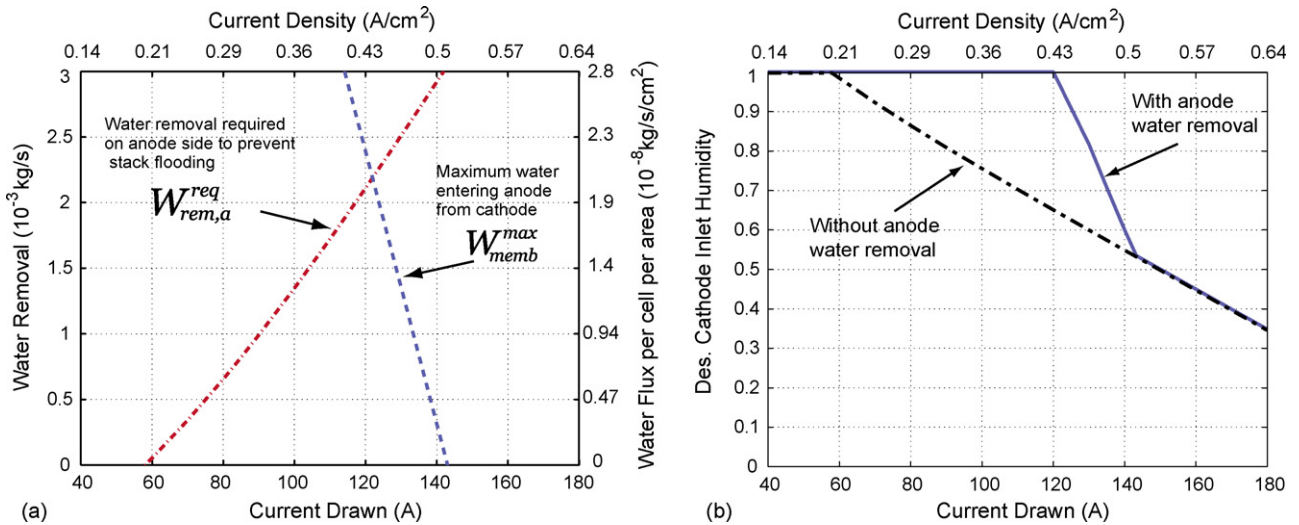 Current Density (A/cm2)
0.14 0.21 0.29 0.36 0.43 0.5 0.57 0.64
3
2.5
2
1.5
1
0.5
0
Water Removal (10-3 kg/s)
Water removal required
on anode side to prevent
stack flooding
W req rem,a
Maximum water
entering anode
from cathode
W max memb
2.8
2.3
1.9
1.4
0.94
0.47
0
Water Flux per cell per area (10-8kg/s/cm2)
40 60 80 100 120 140 160 180
(a)
Current Drawn (A)
Current Density (A/cm2)
0.14 0.21 0.29 0.36 0.43 0.5 0.57 0.64
1
0.9
0.8
0.7
0.6
0.5
0.4
0.3
0.2
0.1
0
Des. Cathode Inlet Humidity
With anode
water removal
Without anode
water removal
40 60 80 100 120 140 160 180
(b)
Current Drawn (A)